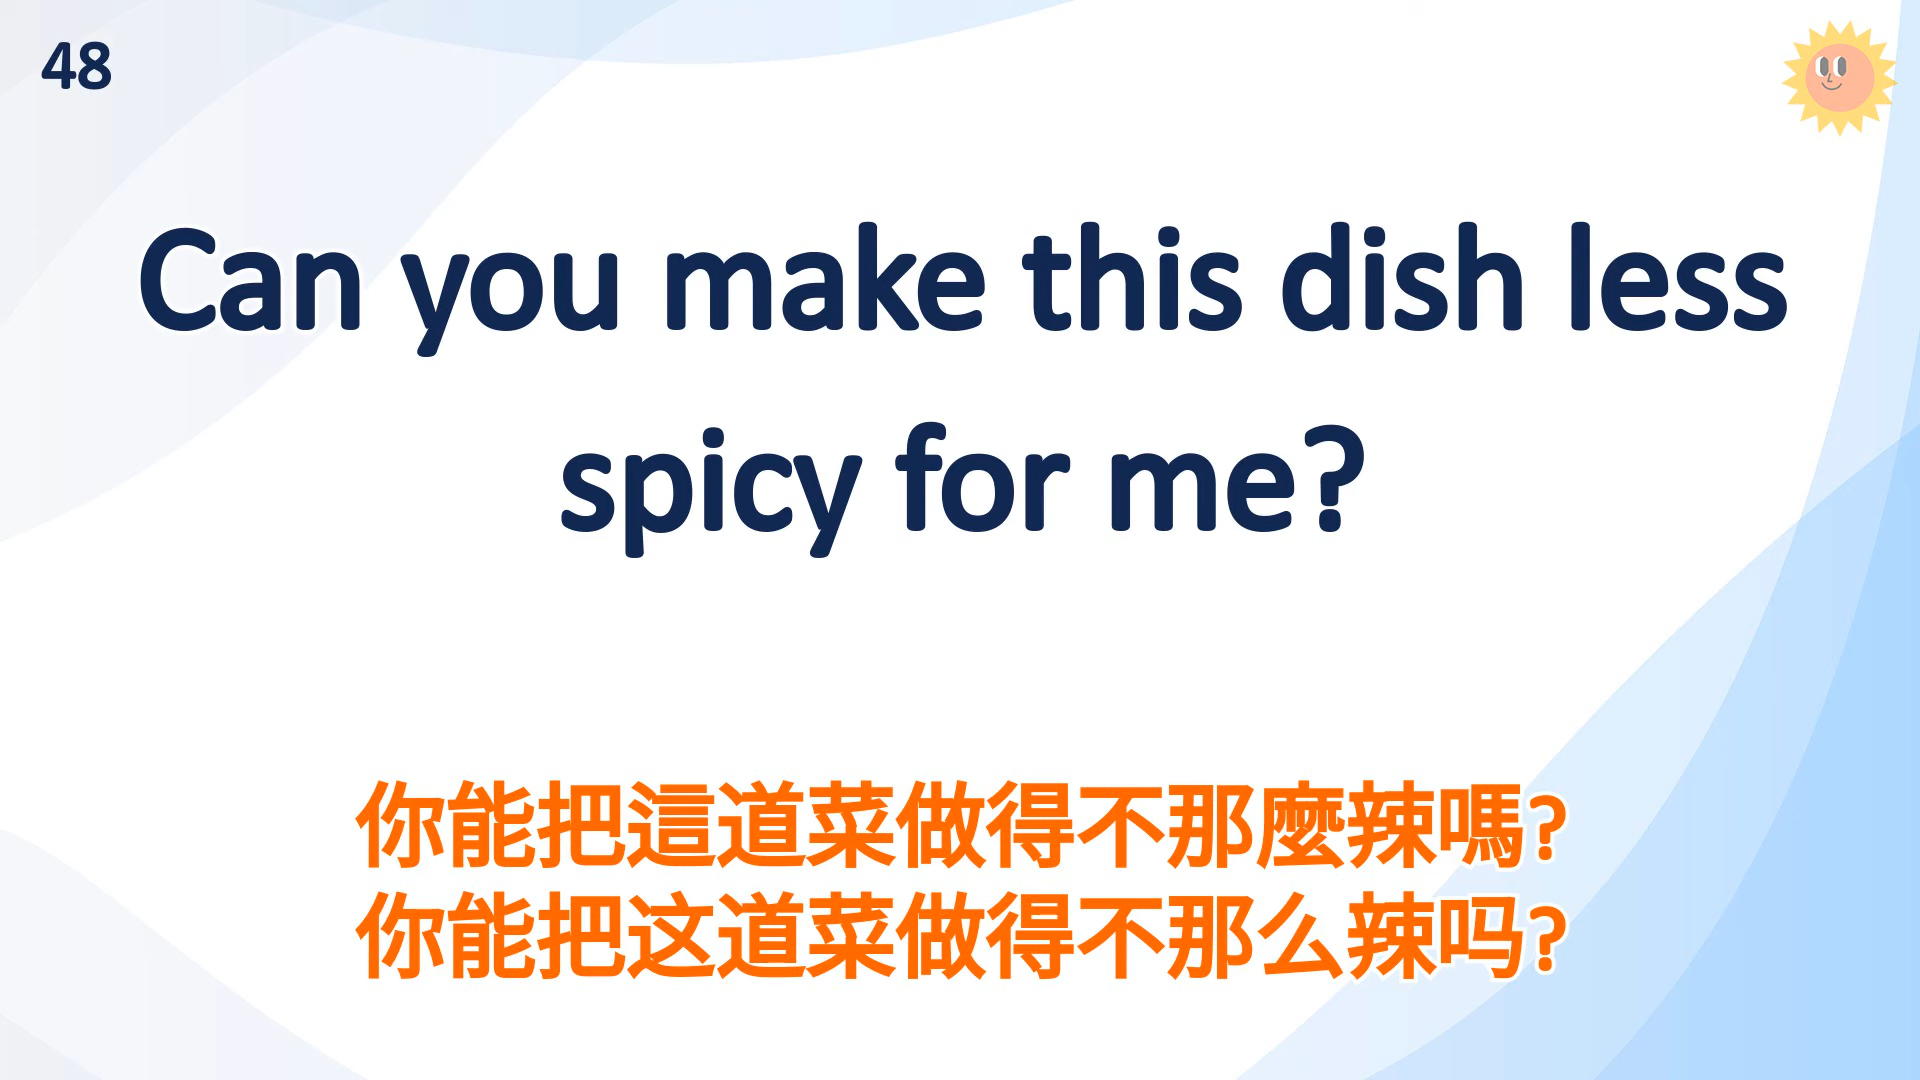 48
Can you make this dish less
spicy for me?
你能把這道菜做得不那麼辣嗎?
你能把这道菜做得不那么辣吗?